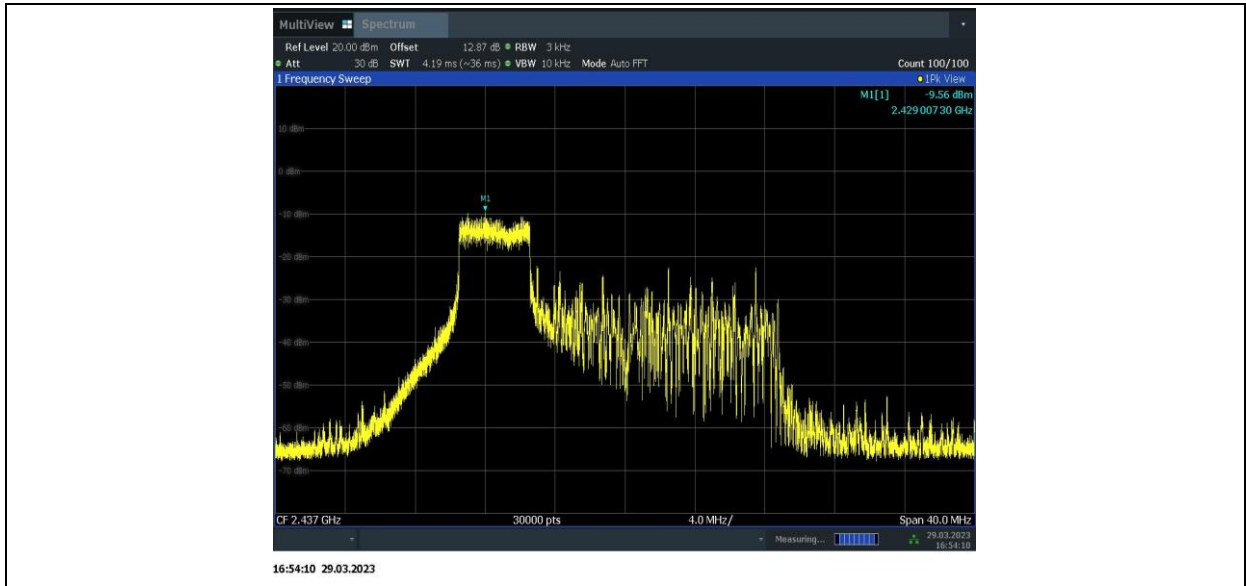 MultiView Spectrum
Ref Level 20.00 dBm Offset 12.87 dB RBW 3 kHz
Att 30 dB SWT 4.19 ms (~36 ms) VBW 10 kHz Mode Auto FFT Count 100/100
1 Frequency Sweep 1Pk View
M1[1] -9.56 dBm
2.42900730 GHz
10 dBm
0 dBm
M1
-10 dBm
-20 dBm
-30 dBm
-40 dBm
-50 dBm
-60 dBm
-70 dBm
CF 2.437 GHz 30000 pts 4.0 MHz/ Span 40.0 MHz
Measuring... 29.03.2023
16:54:10
16:54:10 29.03.2023